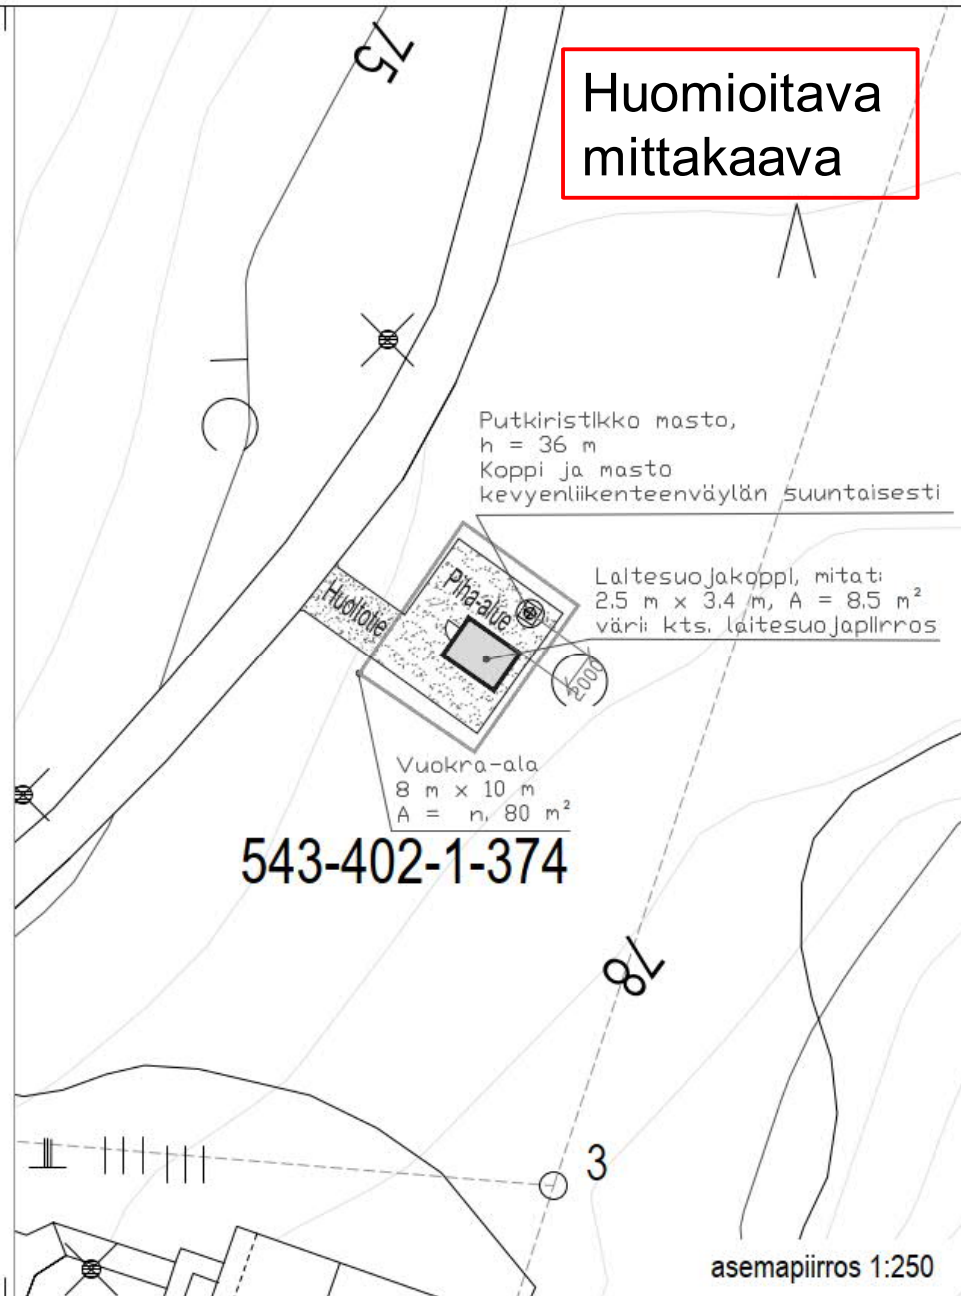 75
Huomioitava
mittakaava
Putkiristikko masto,
h = 36 m
Koppi ja masto
kevyenliikenteenväylän suuntaisesti
Laitesuojakoppi, mitat:
2.5 m x 3.4 m, A = 8.5 m²
väri: kts. laitesuojapiirros
Piha-alue
Huoltotie
2000
Vuokra-ala
8 m x 10 m
A = n. 80 m²
543-402-1-374
78
3
asemapiirros 1:250